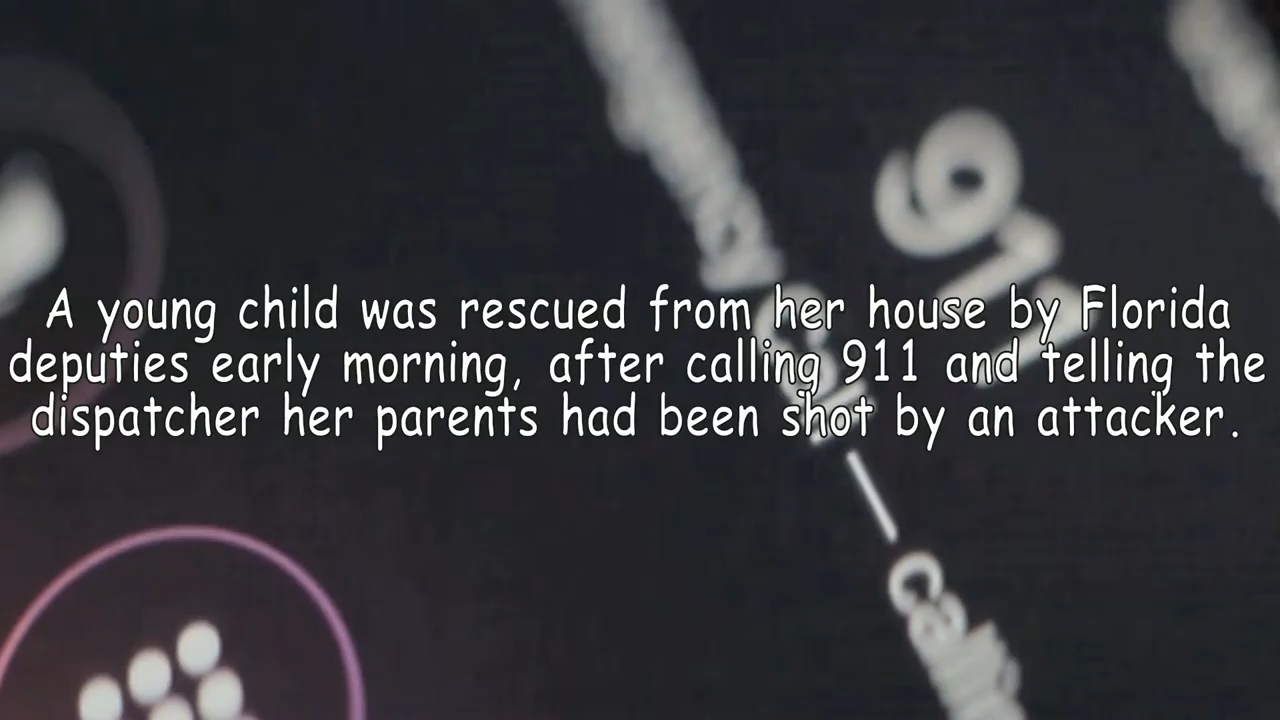 911
A young child was rescued from her house by Florida
deputies early morning, after calling 911 and telling the
dispatcher her parents had been shot by an attacker.